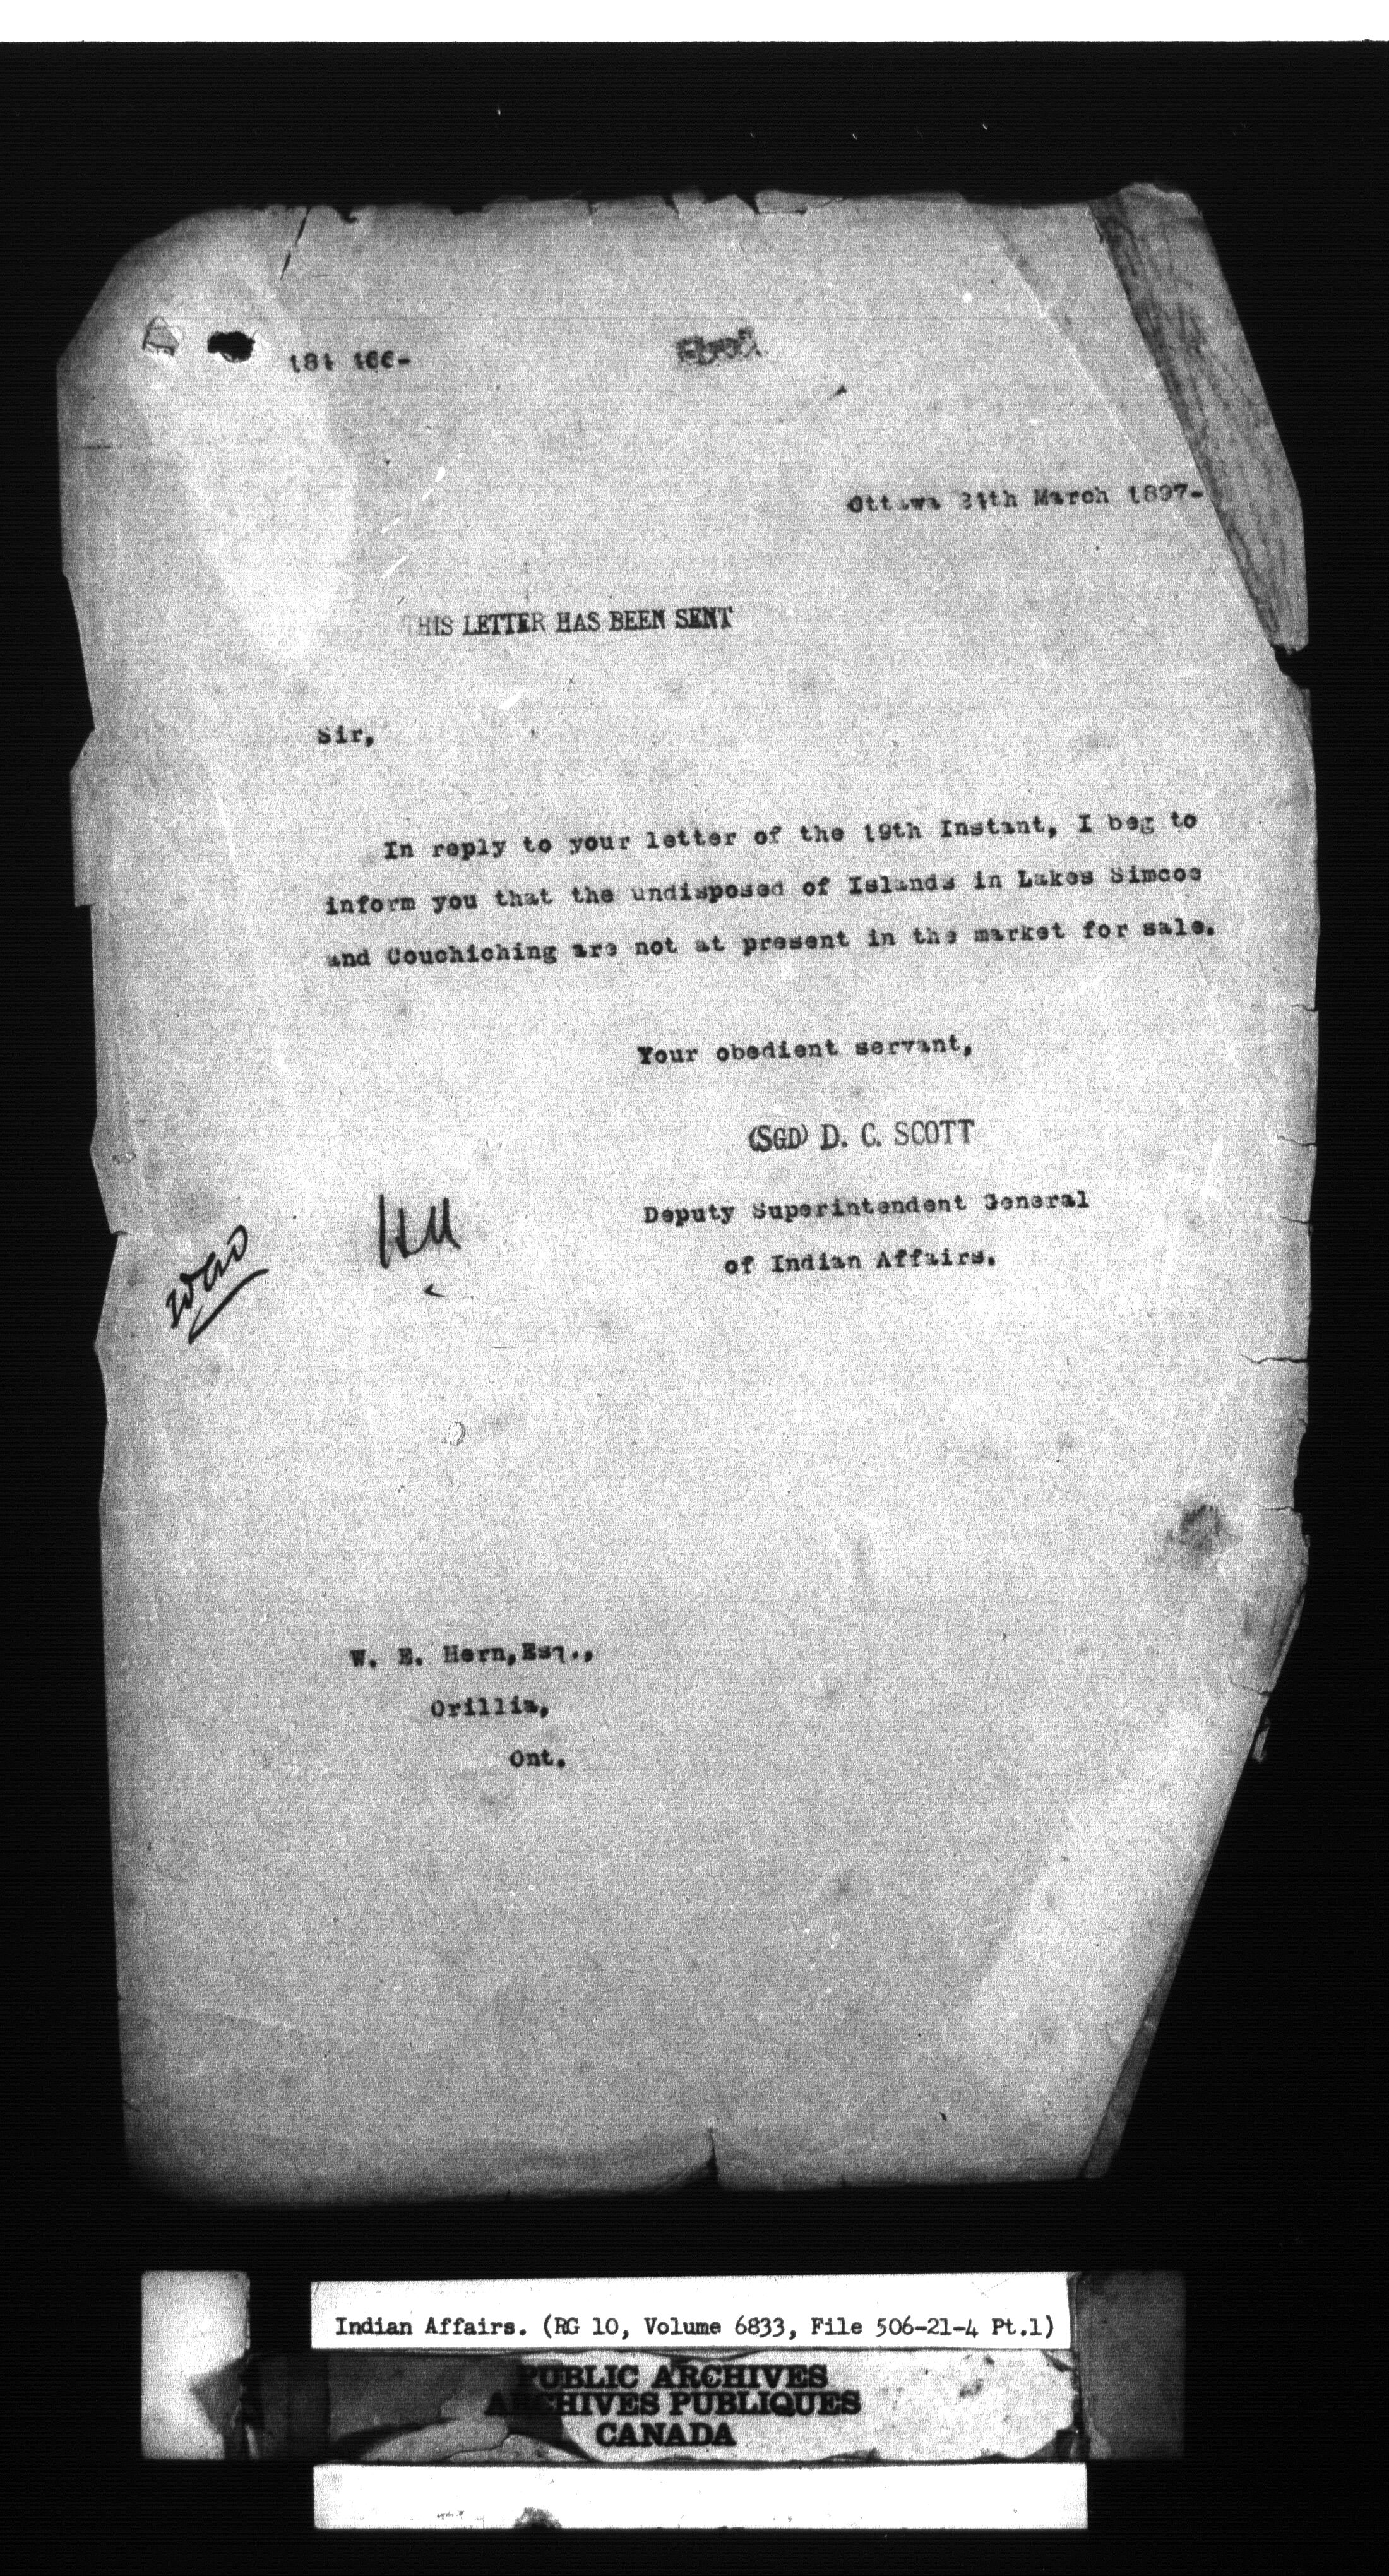 Ottawa 24th March 1897-
THIS LETTER HAS BEEN SENT
Sir,
In reply to your letter of the 19th Instant, I beg to
inform you that the undisposed of Islands in Lakes Simcoe
and Couchiching are not at present in the market for sale.
Your obedient servant,
(SGD) D. C. SCOTT
Deputy Superintendent General
of Indian Affairs.
W. E. Hern, Esq.,
Orillia,
Ont.
Indian Affairs. (RG 10, Volume 6833, File 506-21-4 Pt.1)
PUBLIC ARCHIVES
ARCHIVES PUBLIQUES
CANADA